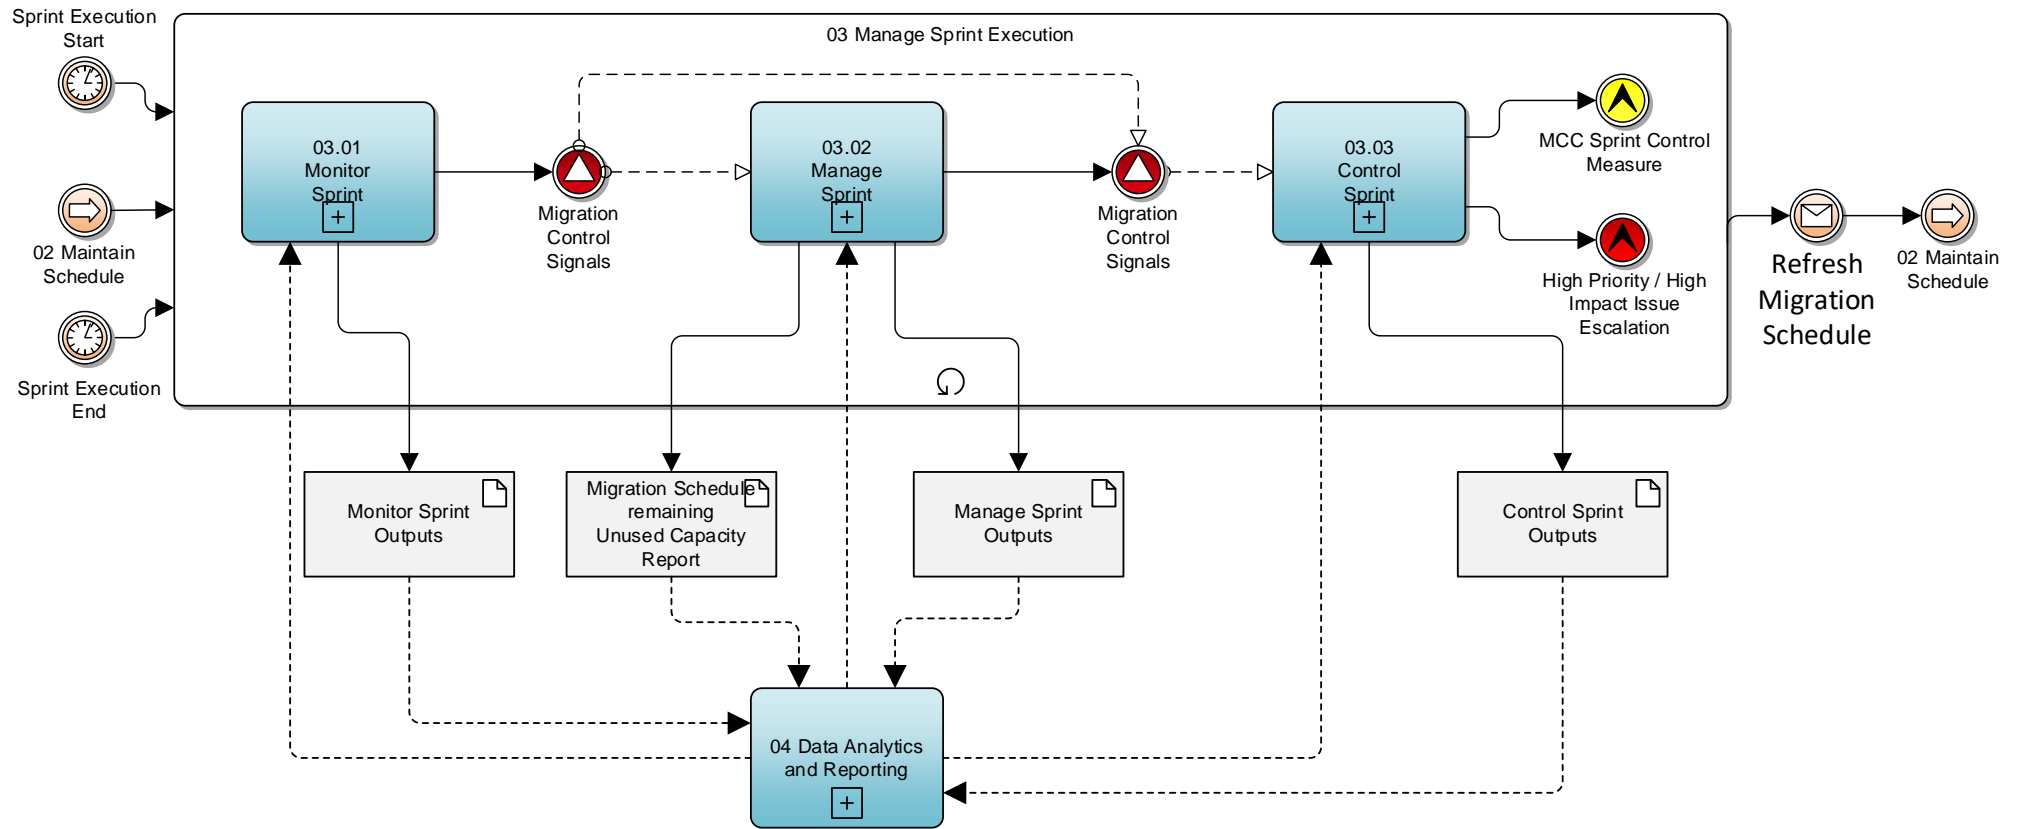 Sprint Execution
Start
03 Manage Sprint Execution
03.01
Monitor
Sprint
Migration
Control
Signals
03.02
Manage
Sprint
Migration
Control
Signals
03.03
Control
Sprint
MCC Sprint Control
Measure
High Priority / High
Impact Issue
Escalation
02 Maintain
Schedule
Sprint Execution
End
Refresh
Migration
Schedule
02 Maintain
Schedule
Monitor Sprint
Outputs
Migration Schedule
remaining
Unused Capacity
Report
Manage Sprint
Outputs
Control Sprint
Outputs
04 Data Analytics
and Reporting